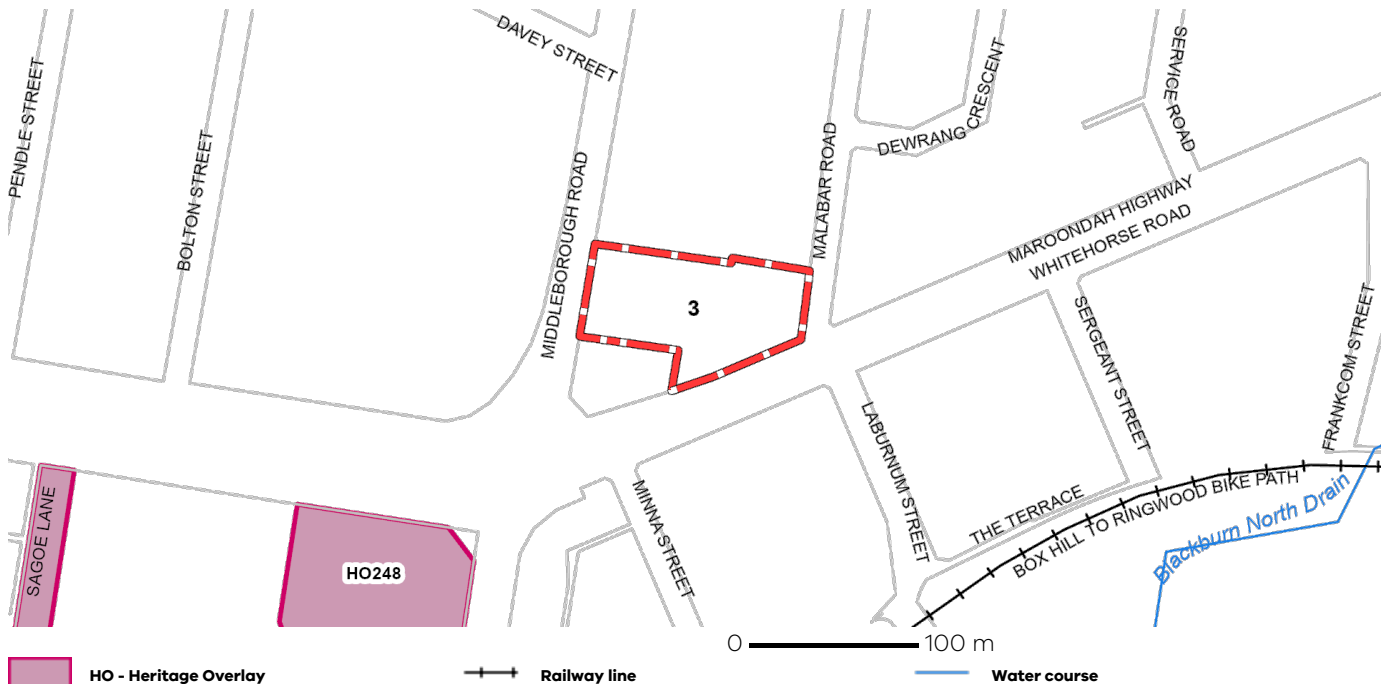 DAVEY STREET
PENDLE STREET
BOLTON STREET
MIDDLEBOROUGH ROAD
MALABAR ROAD
DEWRANG CRESCENT
SERVICE ROAD
MAROONDAH HIGHWAY
WHITEHORSE ROAD
3
SERGEANT STREET
FRANKCOM STREET
LABURNUM STREET
MINNA STREET
THE TERRACE
BOX HILL TO RINGWOOD BIKE PATH
Blackburn North Drain
SAGOE LANE
HO248
0 100 m
HO - Heritage Overlay Railway line Water course